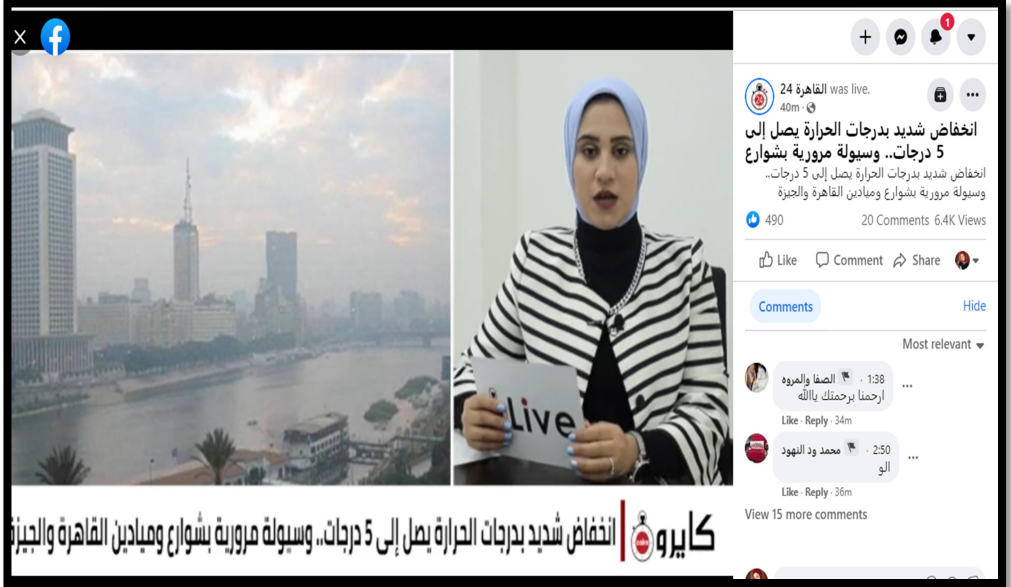 1
القاهرة 24 was live.
40m
انخفاض شديد بدرجات الحرارة يصل إلى
5 درجات.. وسيولة مرورية بشوارع
انخفاض شديد بدرجات الحرارة يصل إلى 5 درجات..
وسيولة مرورية بشوارع وميادين القاهرة والجيزة
490
20 Comments 6.4K Views
Like Comment Share
Comments
Hide
Most relevant
الصفا والمروه · 1:38
ارحمنا برحمتك ياالله
Like · Reply · 34m
محمد ود النهود · 2:50
الو
Like · Reply · 36m
View 15 more comments
Live
كايرو
انخفاض شديد بدرجات الحرارة يصل إلى 5 درجات.. وسيولة مرورية بشوارع وميادين القاهرة والجيزة